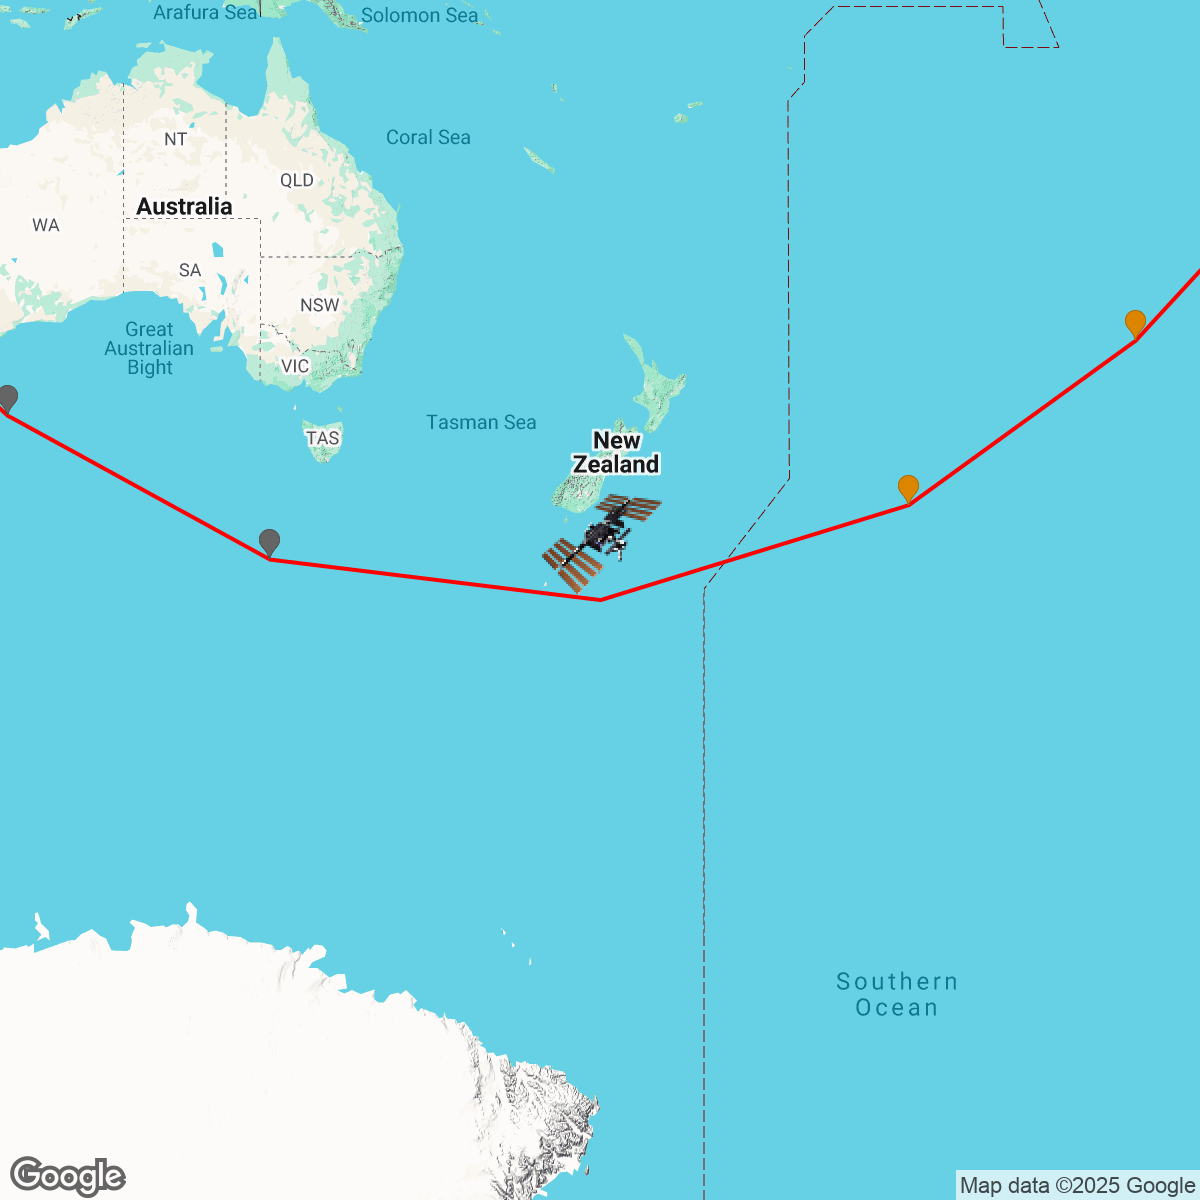 Arafura Sea
Solomon Sea
Coral Sea
NT
QLD
Australia
WA
SA
NSW
Great
Australian
Bight
VIC
Tasman Sea
TAS
New
Zealand
Southern
Ocean
Google
Map data ©2025 Google